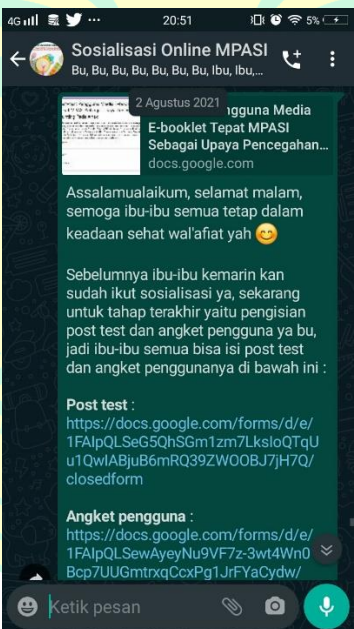 4G
20:51
5%
Sosialisasi Online MPASI
Bu, Bu, Bu, Bu, Bu, Bu, Ibu, Ibu,...
2 Agustus 2021
ngguna Media
E-booklet Tepat MPASI
Sebagai Upaya Pencegahan...
docs.google.com
Assalamualaikum, selamat malam,
semoga ibu-ibu semua tetap dalam
keadaan sehat wal'afiat yah 😊
Sebelumnya ibu-ibu kemarin kan
sudah ikut sosialisasi ya, sekarang
untuk tahap terakhir yaitu pengisian
post test dan angket pengguna ya bu,
jadi ibu-ibu semua bisa isi post test
dan angket penggunanya di bawah ini :
Post test :
https://docs.google.com/forms/d/e/
1FAIpQLSeG5QhSGm1zm7LksIoQTqU
u1QwIABjuB6mRQ39ZWOOBJ7jH7Q/
closedform
Angket pengguna :
https://docs.google.com/forms/d/e/
1FAIpQLSewAyeyNu9VF7z-3wt4Wn0
Bcp7UUGmtrxqCcxPg1JrFYaCydw/
Ketik pesan